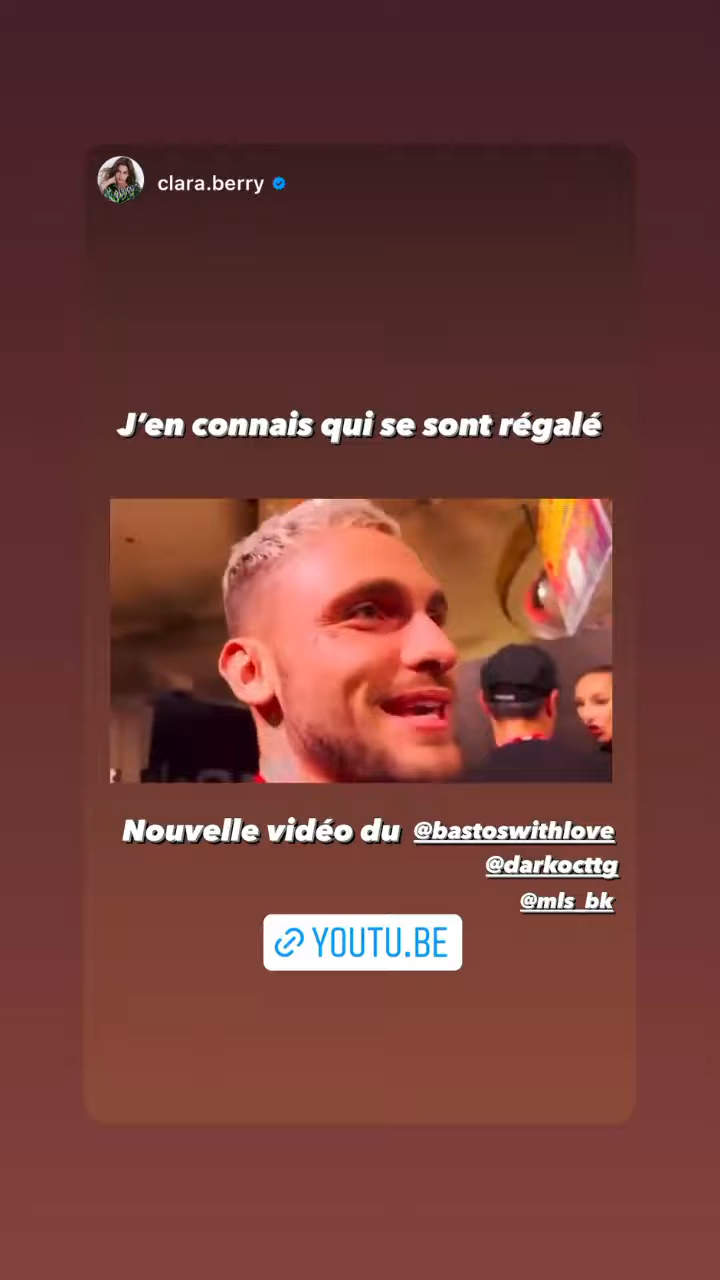 clara.berry
J'en connais qui se sont régalé
Nouvelle vidéo du @bastoswithlove
@darkocttg
@mls_bk
YOUTU.BE